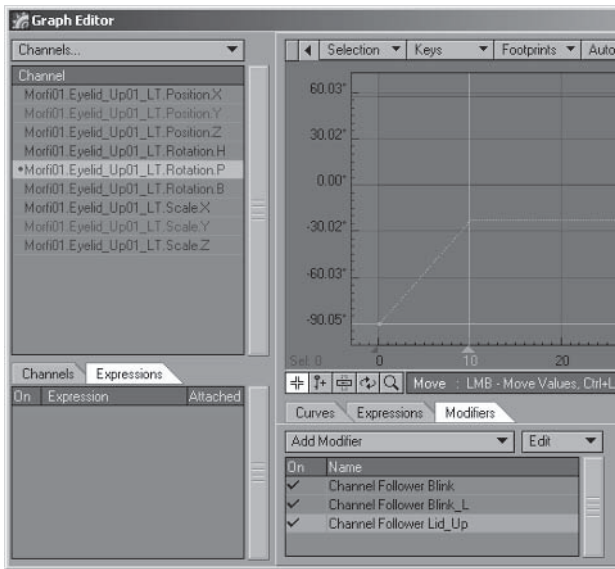 Graph Editor
Channels...
Channel
Morfi01.Eyelid_Up01_LT.Position.X
Morfi01.Eyelid_Up01_LT.Position.Y
Morfi01.Eyelid_Up01_LT.Position.Z
Morfi01.Eyelid_Up01_LT.Rotation.H
Morfi01.Eyelid_Up01_LT.Rotation.P
Morfi01.Eyelid_Up01_LT.Rotation.B
Morfi01.Eyelid_Up01_LT.Scale.X
Morfi01.Eyelid_Up01_LT.Scale.Y
Morfi01.Eyelid_Up01_LT.Scale.Z
Channels Expressions
On Expression Attached
Selection Keys Footprints Auto
60.03°
30.02°
0.00°
-30.02°
-60.03°
-90.05°
0 10 20
Sel: 0
Move : LMB - Move Values, Ctrl+L
Curves Expressions Modifiers
Add Modifier Edit
On Name
Channel Follower Blink
Channel Follower Blink_L
Channel Follower Lid_Up